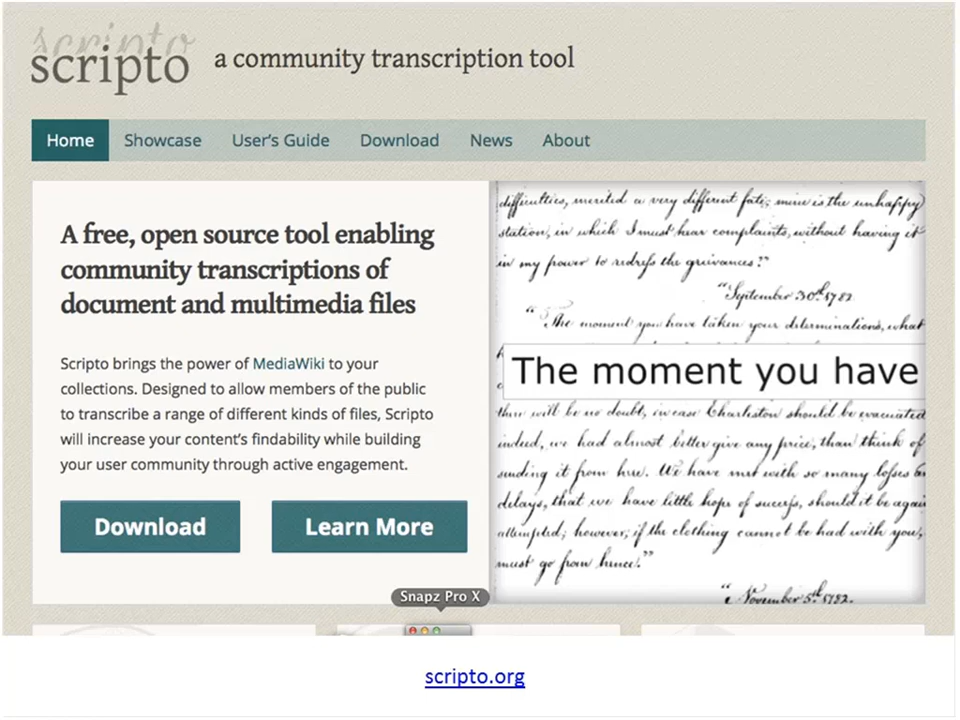 scripto
scripto
a community transcription tool
Home Showcase User's Guide Download News About
A free, open source tool enabling
community transcriptions of
document and multimedia files
Scripto brings the power of MediaWiki to your
collections. Designed to allow members of the public
to transcribe a range of different kinds of files, Scripto
will increase your content's findability while building
your user community through active engagement.
Download Learn More
difficulties, merited a very different fate; mine is the unhappy
station, in which I must hear complaints, without having it
in my power to redress the grievances."
"September 30th 1782
"The moment you have taken your determinations, what
The moment you have
there will be no doubt, in case Charleston should be evacuated
indeed, we had almost better give any price, than think of
sending it from here. We have met with so many losses
delays, that we have little hopes of success, should it be again
attempted; however, if the clothing cannot be had with you,
must go from hence."
"November 5th 1782.
Snapz Pro X
scripto.org